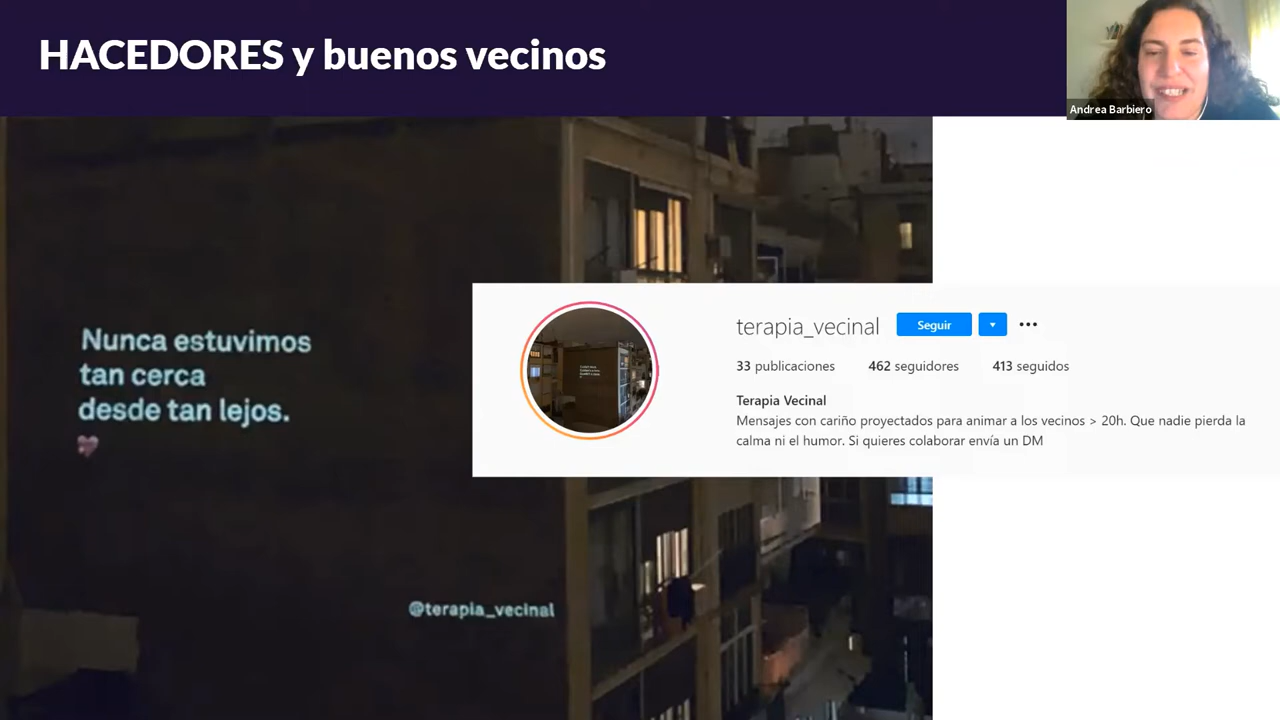 HACEDORES y buenos vecinos
Andrea Barbiero
Nunca estuvimos
tan cerca
desde tan lejos.
@terapia_vecinal
terapia_vecinal
Seguir
33 publicaciones 462 seguidores 413 seguidos
Terapia Vecinal
Mensajes con cariño proyectados para animar a los vecinos > 20h. Que nadie pierda la
calma ni el humor. Si quieres colaborar envía un DM